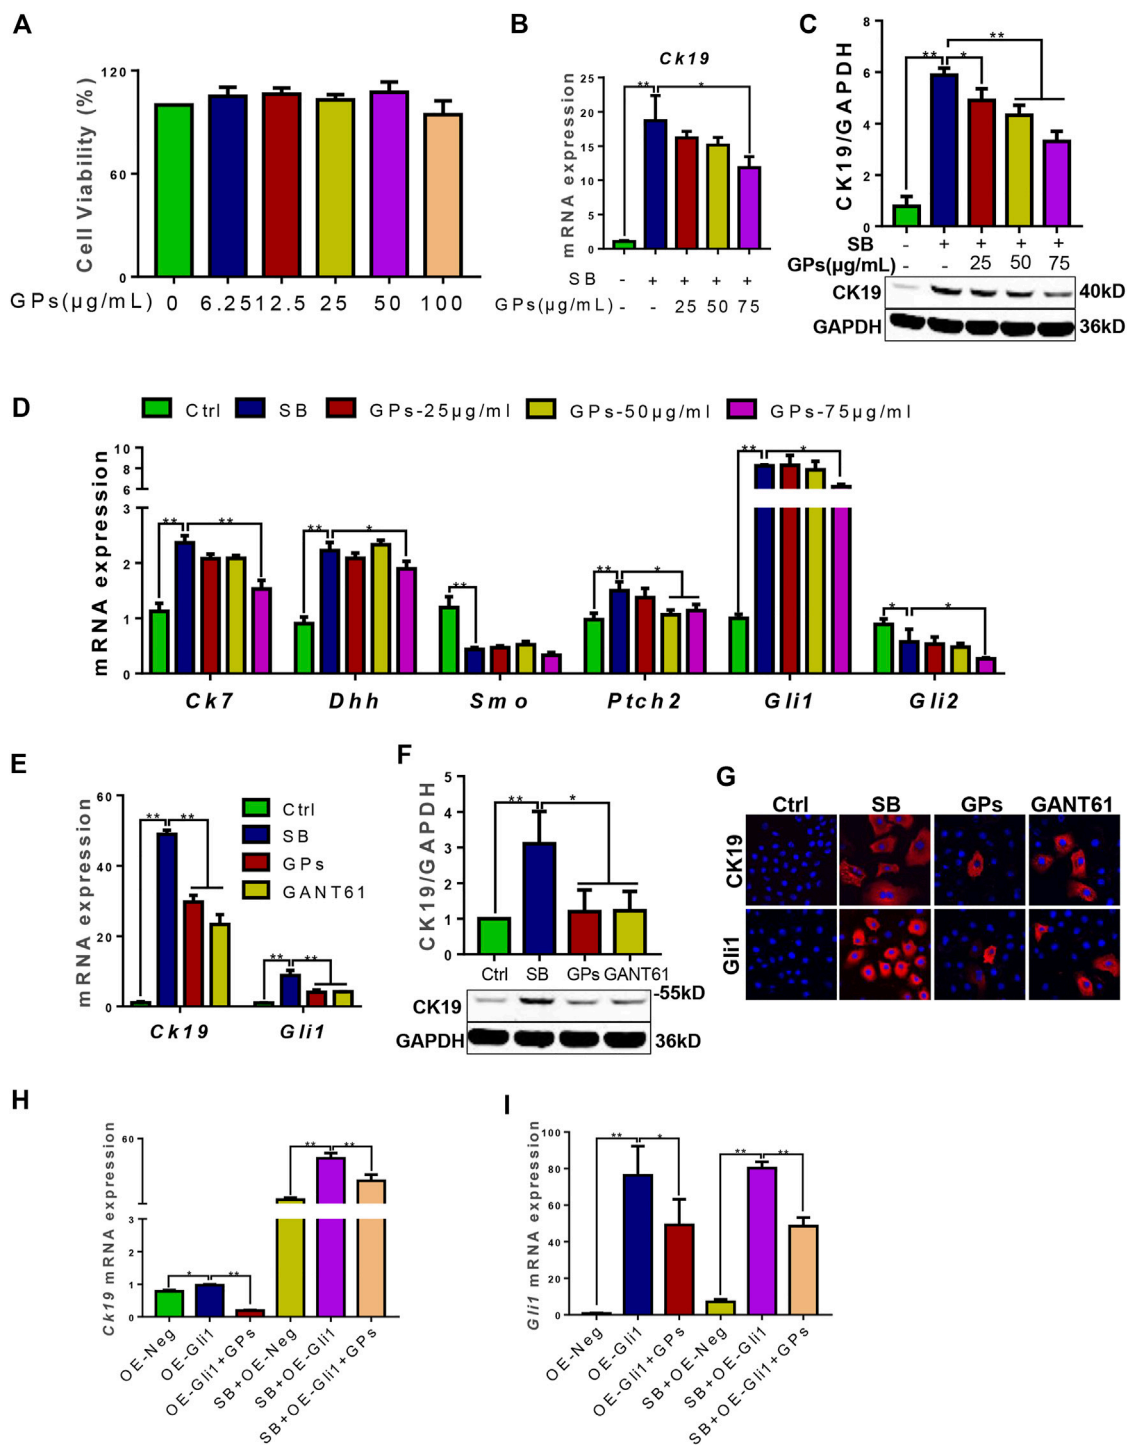 A
Cell Viability (%)
120
60
0
GPs(µg/mL) 0 6.25 12.5 25 50 100
B
Ck19
mRNA expression
25
20
15
10
5
0
** *
SB - + + + +
GPs(µg/mL) - - 25 50 75
C
CK19/GAPDH
8
6
4
2
0
**
** *
SB - + + + +
GPs(µg/mL) - - 25 50 75
CK19 40kD
GAPDH 36kD
D
Ctrl SB GPs-25µg/ml GPs-50µg/ml GPs-75µg/ml
mRNA expression
10
8
6
3
2
1
0
** ** ** * ** ** * ** * * *
Ck7 Dhh Smo Ptch2 Gli1 Gli2
E
mRNA expression
60
40
20
0
** **
** **
Ctrl
SB
GPs
GANT61
Ck19 Gli1
F
CK19/GAPDH
5
4
3
2
1
0
** *
Ctrl SB GPs GANT61
CK19 -55kD
GAPDH 36kD
G
Ctrl SB GPs GANT61
CK19
Gli1
H
Ck19 mRNA expression
60
3
2
1
0
* ** ** **
OE-Neg
OE-Gli1
OE-Gli1+GPs
SB+OE-Neg
SB+OE-Gli1
SB+OE-Gli1+GPs
I
Gli1 mRNA expression
100
80
60
40
20
0
** * ** **
OE-Neg
OE-Gli1
OE-Gli1+GPs
SB+OE-Neg
SB+OE-Gli1
SB+OE-Gli1+GPs